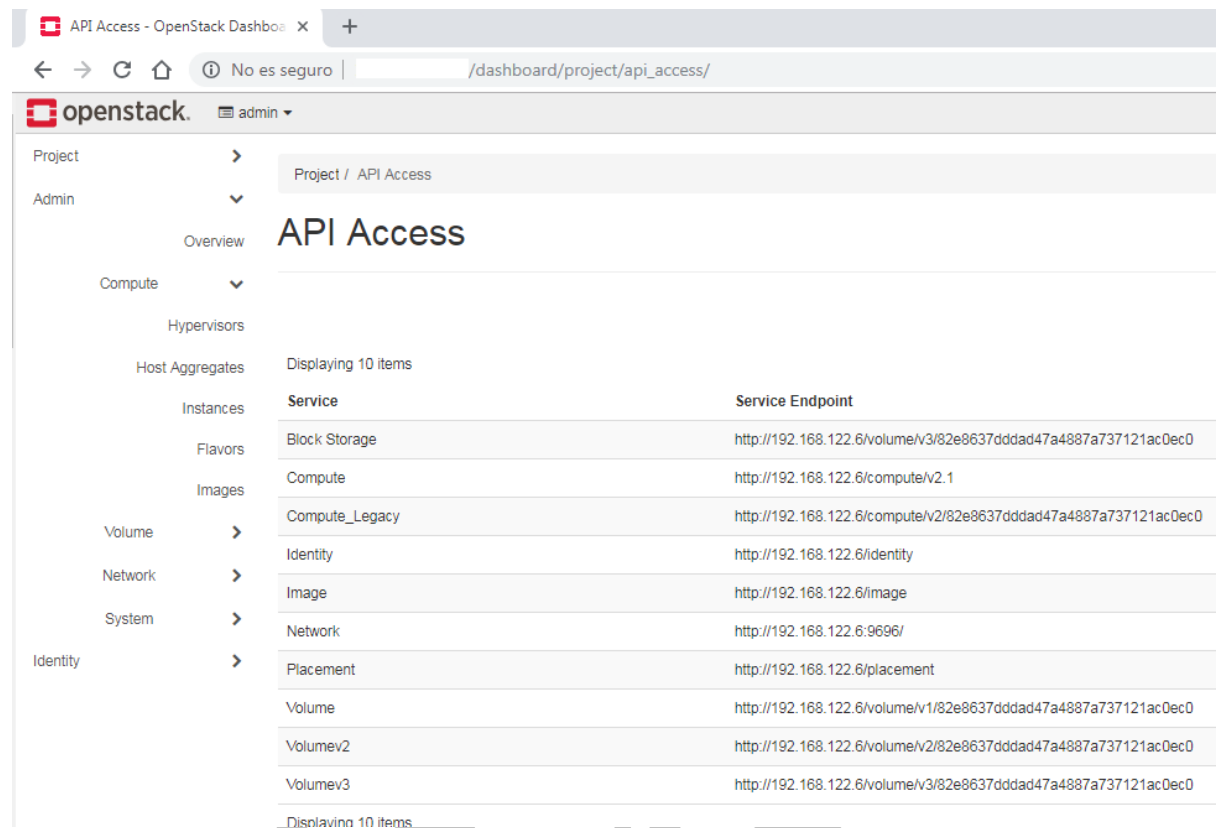 API Access - OpenStack Dashboa
No es seguro | /dashboard/project/api_access/
openstack. admin
Project
Project / API Access
Admin
API Access
Overview
Compute
Hypervisors
Host Aggregates
Displaying 10 items
Service Service Endpoint
Instances
Block Storage http://192.168.122.6/volume/v3/82e8637dddad47a4887a737121ac0ec0
Flavors
Compute http://192.168.122.6/compute/v2.1
Images
Compute_Legacy http://192.168.122.6/compute/v2/82e8637dddad47a4887a737121ac0ec0
Volume
Identity http://192.168.122.6/identity
Network
Image http://192.168.122.6/image
System
Network http://192.168.122.6:9696/
Identity
Placement http://192.168.122.6/placement
Volume http://192.168.122.6/volume/v1/82e8637dddad47a4887a737121ac0ec0
Volumev2 http://192.168.122.6/volume/v2/82e8637dddad47a4887a737121ac0ec0
Volumev3 http://192.168.122.6/volume/v3/82e8637dddad47a4887a737121ac0ec0
Displaying 10 items